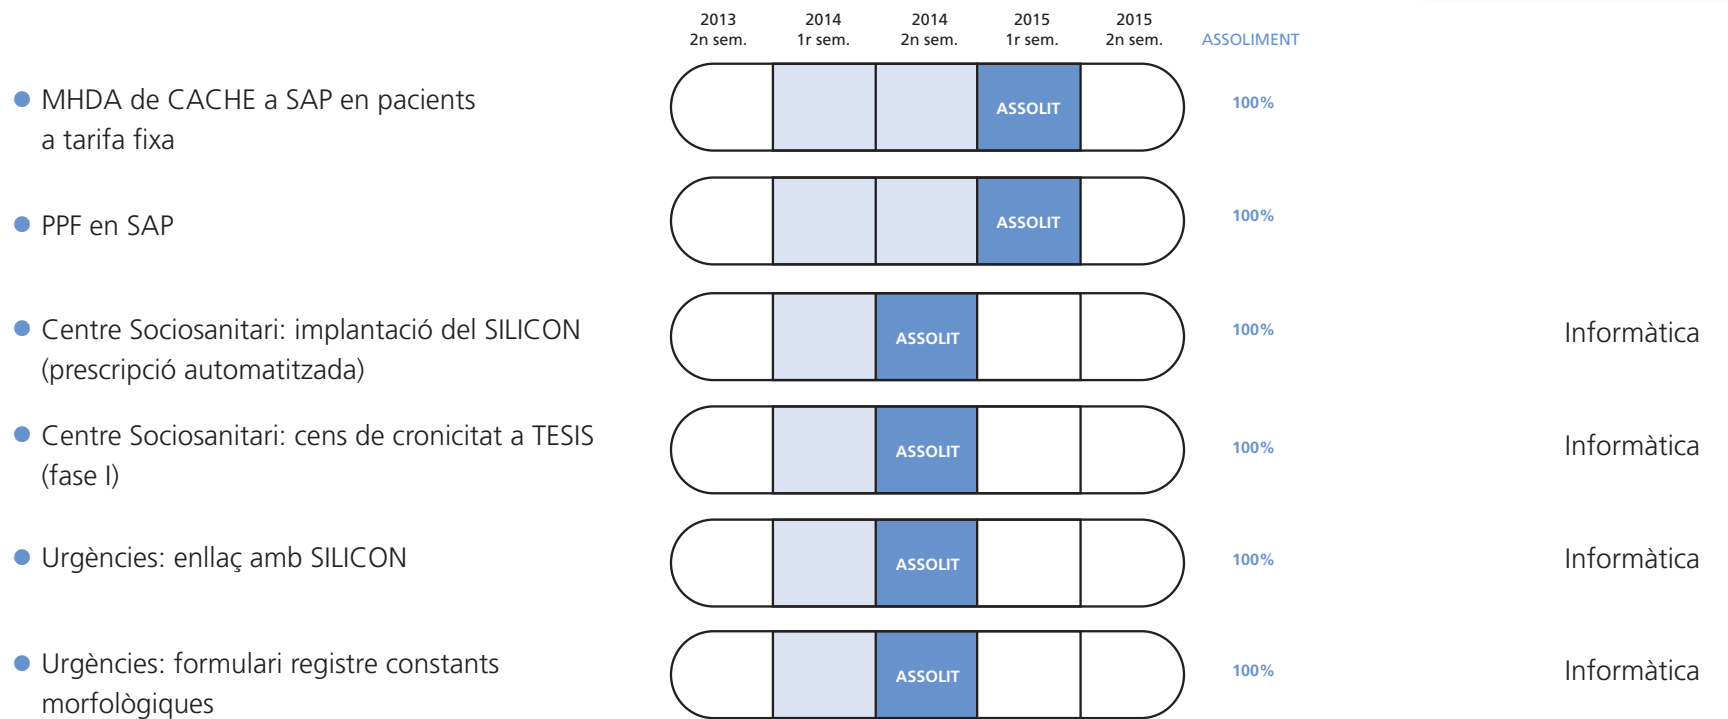 2013 2014 2014 2015 2015
2n sem. 1r sem. 2n sem. 1r sem. 2n sem. ASSOLIMENT
MHDA de CACHE a SAP en pacients
a tarifa fixa
ASSOLIT
100%
PPF en SAP
ASSOLIT
100%
Centre Sociosanitari: implantació del SILICON
(prescripció automatitzada)
ASSOLIT
100%
Informàtica
Centre Sociosanitari: cens de cronicitat a TESIS
(fase I)
ASSOLIT
100%
Informàtica
Urgències: enllaç amb SILICON
ASSOLIT
100%
Informàtica
Urgències: formulari registre constants
morfològiques
ASSOLIT
100%
Informàtica